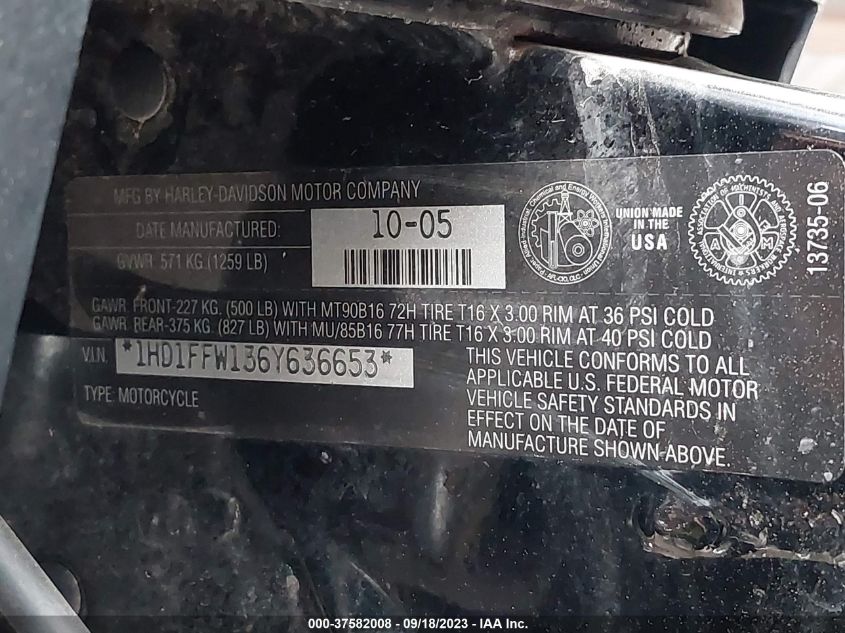 MFG BY HARLEY-DAVIDSON MOTOR COMPANY
DATE MANUFACTURED:
10-05
GVWR: 571 KG (1259 LB)
UNION MADE
IN THE
USA
13735-06
GAWR: FRONT-227 KG. (500 LB) WITH MT90B16 72H TIRE T16 X 3.00 RIM AT 36 PSI COLD
GAWR: REAR-375 KG. (827 LB) WITH MU/85B16 77H TIRE T16 X 3.00 RIM AT 40 PSI COLD
V.I.N. *1HD1FFW136Y636653*
TYPE: MOTORCYCLE
THIS VEHICLE CONFORMS TO ALL
APPLICABLE U.S. FEDERAL MOTOR
VEHICLE SAFETY STANDARDS IN
EFFECT ON THE DATE OF
MANUFACTURE SHOWN ABOVE.
000-37582008 - 09/18/2023 - IAA Inc.